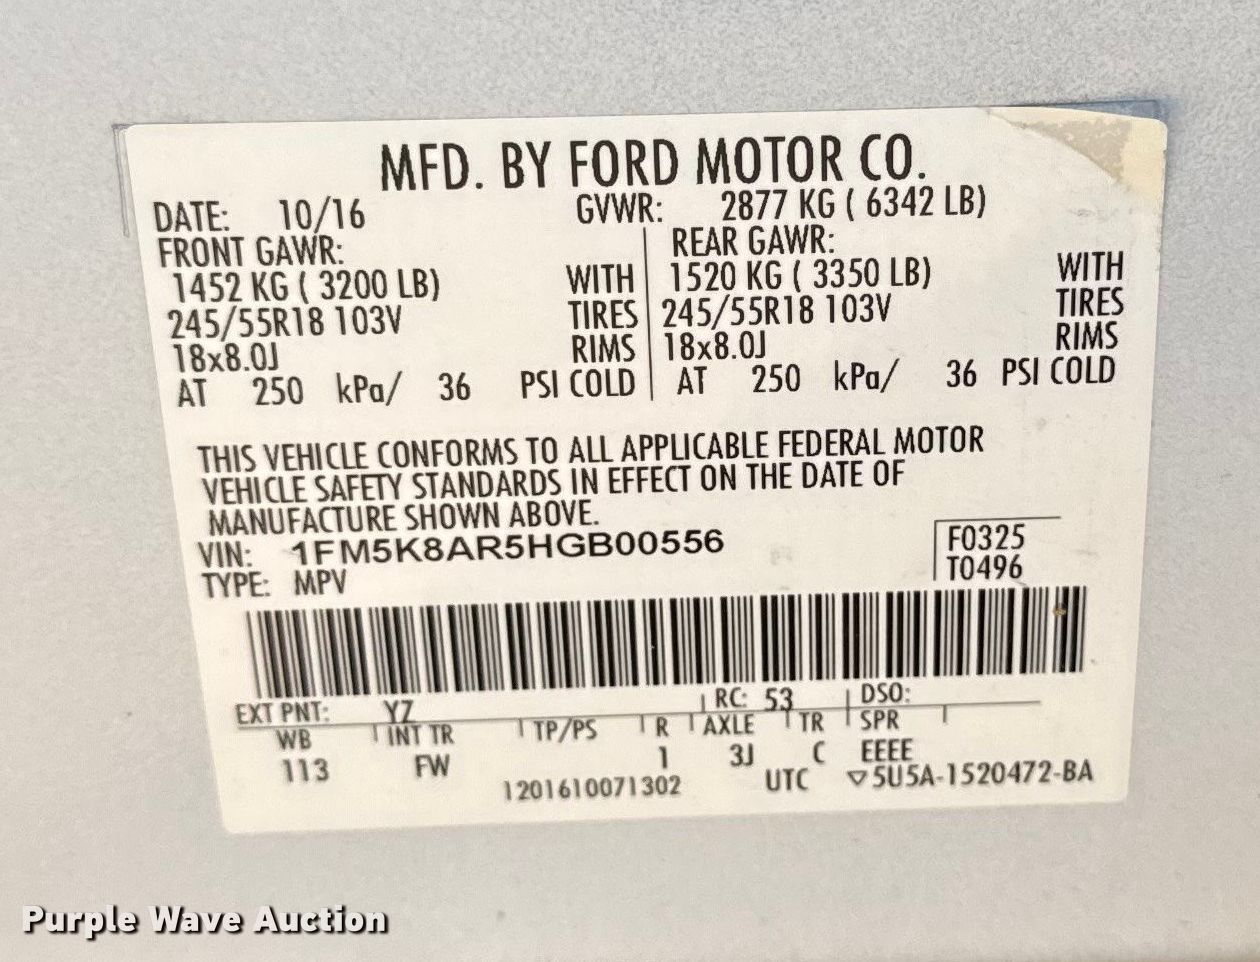 MFD. BY FORD MOTOR CO.
DATE: 10/16 GVWR: 2877 KG ( 6342 LB)
FRONT GAWR: REAR GAWR:
1452 KG ( 3200 LB) WITH 1520 KG ( 3350 LB) WITH
245/55R18 103V TIRES 245/55R18 103V TIRES
18x8.0J RIMS 18x8.0J RIMS
AT 250 kPa/ 36 PSI COLD AT 250 kPa/ 36 PSI COLD
THIS VEHICLE CONFORMS TO ALL APPLICABLE FEDERAL MOTOR
VEHICLE SAFETY STANDARDS IN EFFECT ON THE DATE OF
MANUFACTURE SHOWN ABOVE.
VIN: 1FM5K8AR5HGB00556 F0325
TYPE: MPV T0496
EXT PNT: YZ RC: 53 DSO:
WB INT TR TP/PS R AXLE TR SPR
113 FW 1 3J C EEEE
1201610071302 UTC ▽5U5A-1520472-BA
Purple Wave Auction